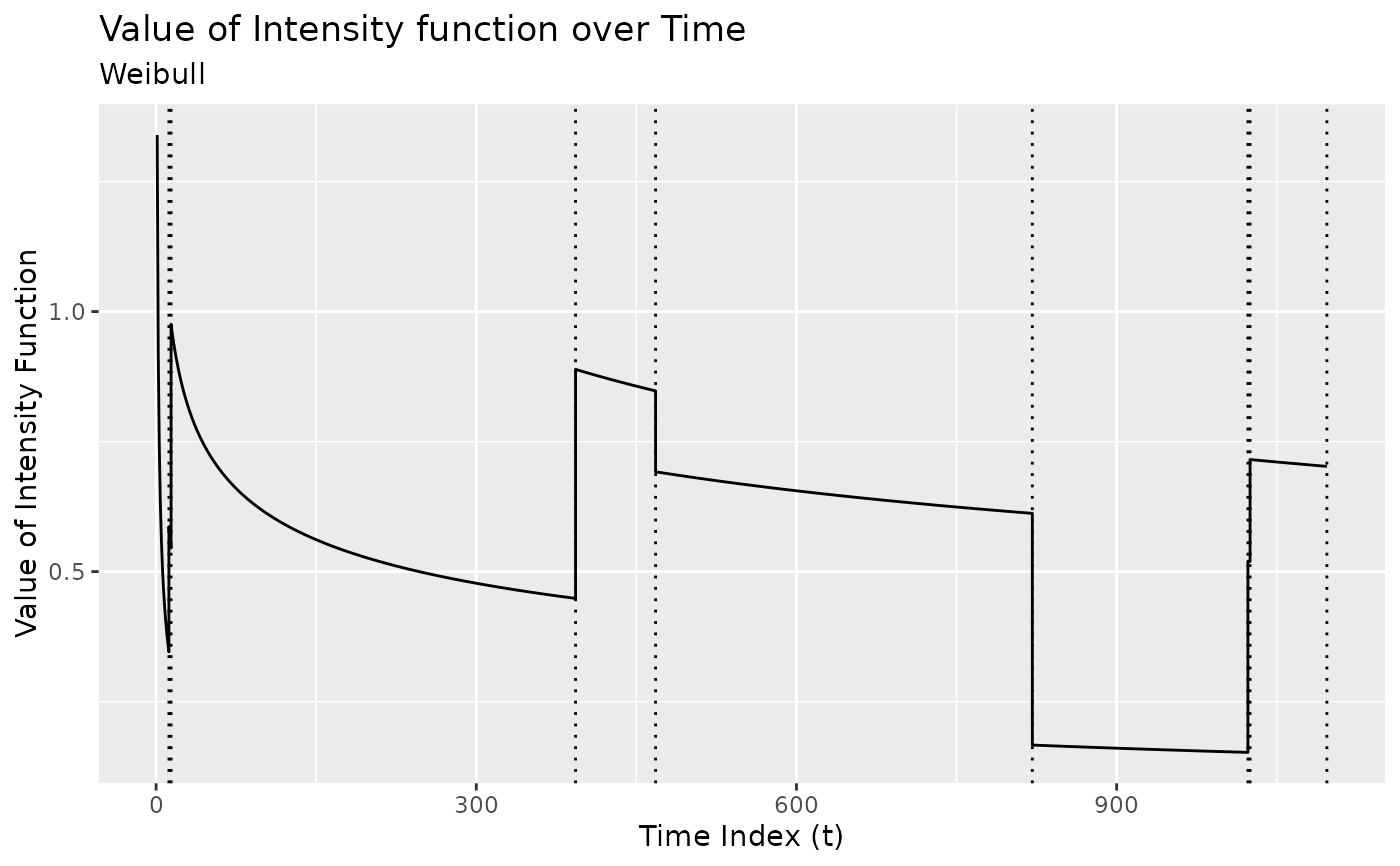 Value of Intensity function over Time
Weibull
Value of Intensity Function
1.0
0.5
0
300
600
900
Time Index (t)